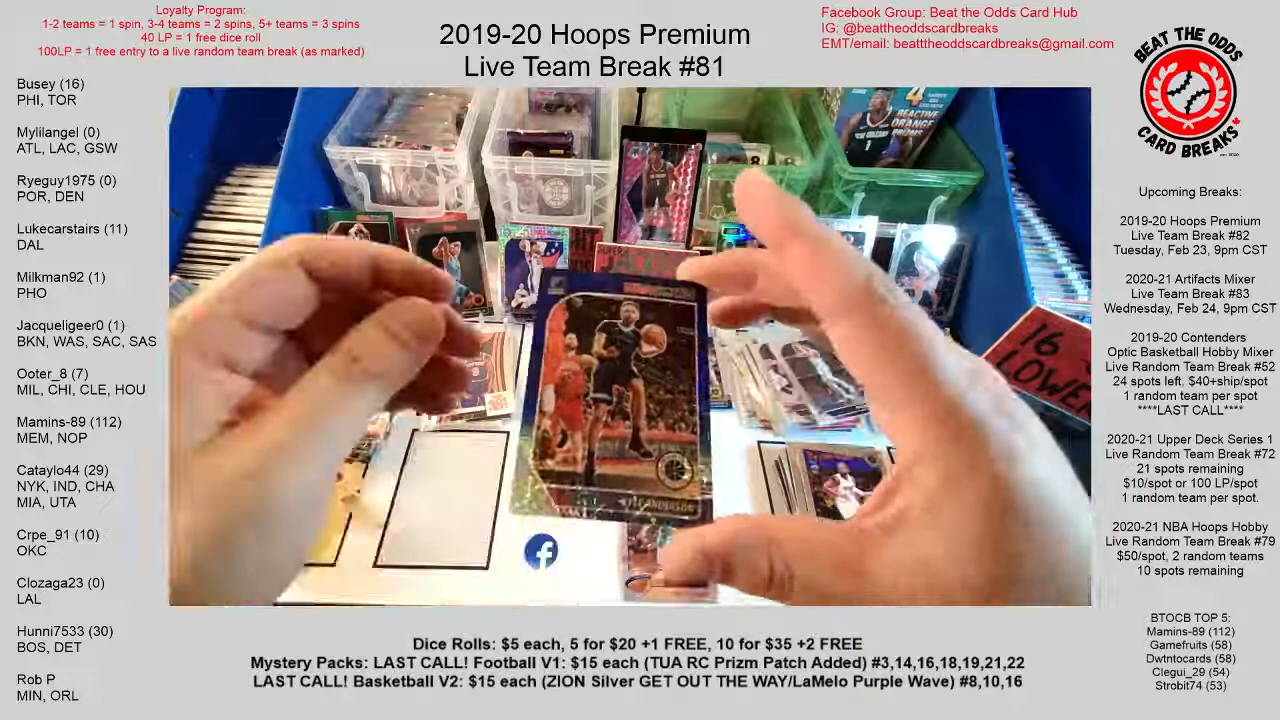 Loyalty Program:
1-2 teams = 1 spin, 3-4 teams = 2 spins, 5+ teams = 3 spins
40 LP = 1 free dice roll
100LP = 1 free entry to a live random team break (as marked)
2019-20 Hoops Premium
Live Team Break #81
Facebook Group: Beat the Odds Card Hub
IG: @beattheoddscardbreaks
EMT/email: beattheoddscardbreaks@gmail.com
BEAT THE ODDS
CARD BREAKS
Busey (16)
PHI, TOR
Mylilangel (0)
ATL, LAC, GSW
Ryeguy1975 (0)
POR, DEN
Lukecarstairs (11)
DAL
Milkman92 (1)
PHO
Jacqueligeer0 (1)
BKN, WAS, SAC, SAS
Ooter_8 (7)
MIL, CHI, CLE, HOU
Mamins-89 (112)
MEM, NOP
Cataylo44 (29)
NYK, IND, CHA
MIA, UTA
Crpe_91 (10)
OKC
Clozaga23 (0)
LAL
Hunni7533 (30)
BOS, DET
Rob P
MIN, ORL
4
REACTIVE
ORANGE
PRIZMS
16
LOWER
KYLE ANDERSON
Upcoming Breaks:
2019-20 Hoops Premium
Live Team Break #82
Tuesday, Feb 23, 9pm CST
2020-21 Artifacts Mixer
Live Team Break #83
Wednesday, Feb 24, 9pm CST
2019-20 Contenders
Optic Basketball Hobby Mixer
Live Random Team Break #52
24 spots left, $40+ship/spot
1 random team per spot
****LAST CALL****
2020-21 Upper Deck Series 1
Live Random Team Break #72
21 spots remaining
$10/spot or 100 LP/spot
1 random team per spot.
2020-21 NBA Hoops Hobby
Live Random Team Break #79
$50/spot, 2 random teams
10 spots remaining
BTOCB TOP 5:
Mamins-89 (112)
Gamefruits (58)
Dwtntocards (58)
Clegui_29 (54)
Strobit74 (53)
Dice Rolls: $5 each, 5 for $20 +1 FREE, 10 for $35 +2 FREE
Mystery Packs: LAST CALL! Football V1: $15 each (TUA RC Prizm Patch Added) #3,14,16,18,19,21,22
LAST CALL! Basketball V2: $15 each (ZION Silver GET OUT THE WAY/LaMelo Purple Wave) #8,10,16